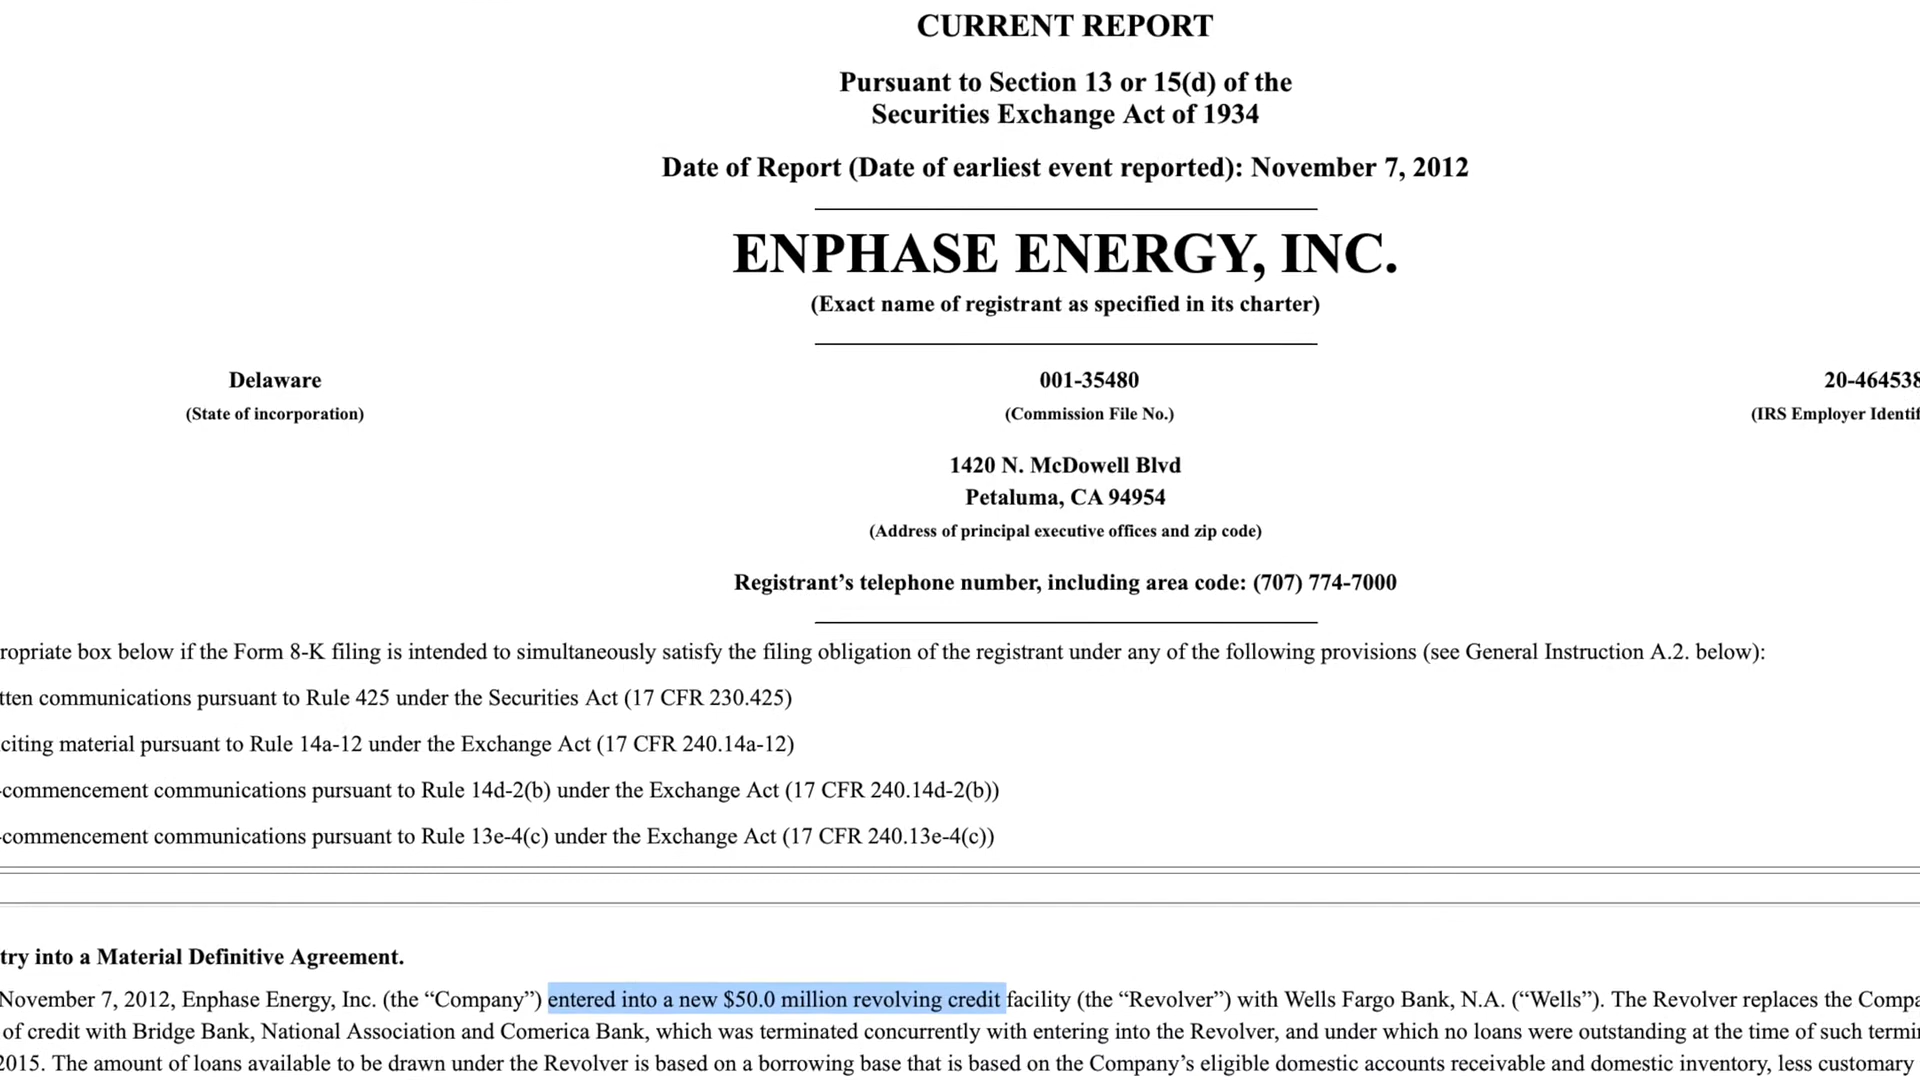 CURRENT REPORT
Pursuant to Section 13 or 15(d) of the
Securities Exchange Act of 1934
Date of Report (Date of earliest event reported): November 7, 2012
ENPHASE ENERGY, INC.
(Exact name of registrant as specified in its charter)
Delaware 001-35480 20-464538
(State of incorporation) (Commission File No.) (IRS Employer Identif
1420 N. McDowell Blvd
Petaluma, CA 94954
(Address of principal executive offices and zip code)
Registrant’s telephone number, including area code: (707) 774-7000
ropriate box below if the Form 8-K filing is intended to simultaneously satisfy the filing obligation of the registrant under any of the following provisions (see General Instruction A.2. below):
tten communications pursuant to Rule 425 under the Securities Act (17 CFR 230.425)
citing material pursuant to Rule 14a-12 under the Exchange Act (17 CFR 240.14a-12)
-commencement communications pursuant to Rule 14d-2(b) under the Exchange Act (17 CFR 240.14d-2(b))
-commencement communications pursuant to Rule 13e-4(c) under the Exchange Act (17 CFR 240.13e-4(c))
try into a Material Definitive Agreement.
November 7, 2012, Enphase Energy, Inc. (the “Company”) entered into a new $50.0 million revolving credit facility (the “Revolver”) with Wells Fargo Bank, N.A. (“Wells”). The Revolver replaces the Compa
of credit with Bridge Bank, National Association and Comerica Bank, which was terminated concurrently with entering into the Revolver, and under which no loans were outstanding at the time of such termi
2015. The amount of loans available to be drawn under the Revolver is based on a borrowing base that is based on the Company’s eligible domestic accounts receivable and domestic inventory, less customary